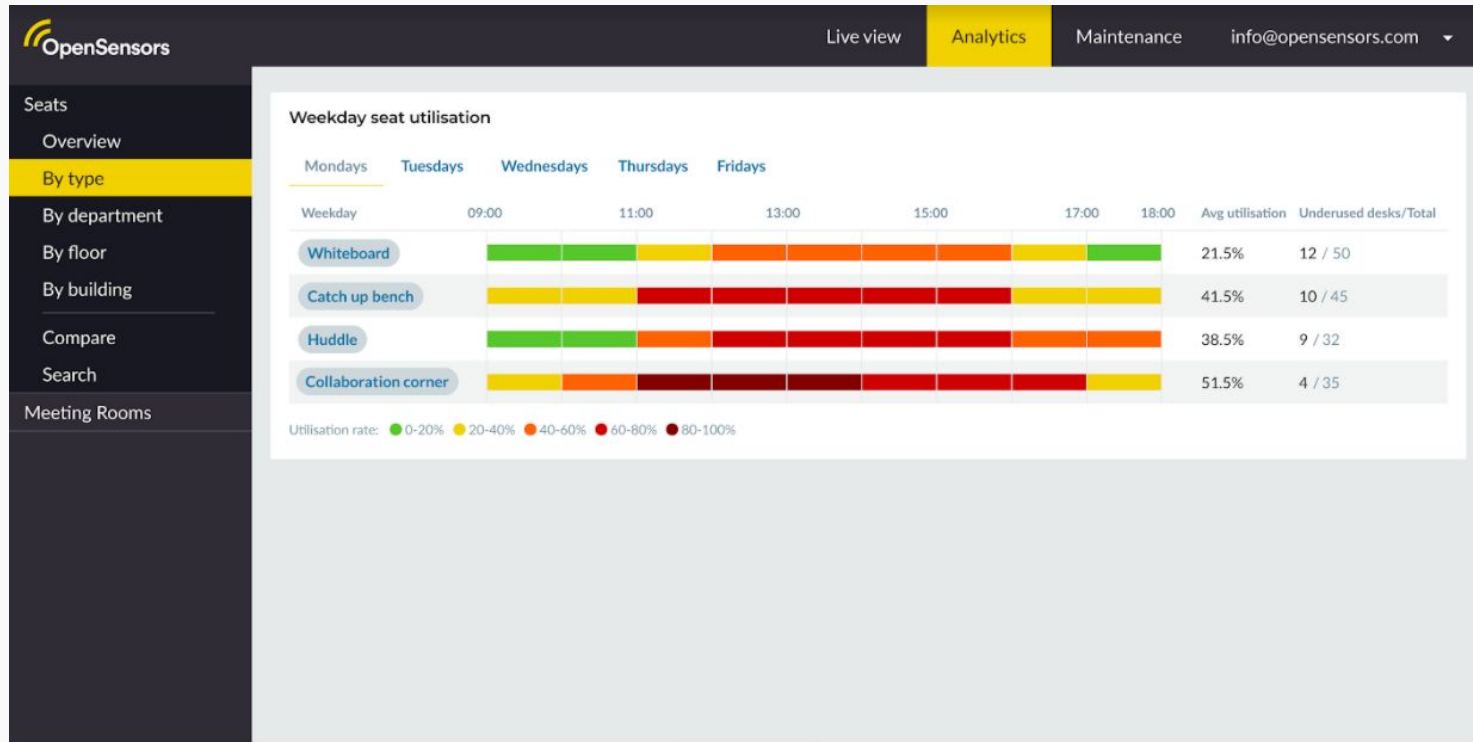 OpenSensors
Live view Analytics Maintenance info@opensensors.com
Seats
Overview
By type
By department
By floor
By building
Compare
Search
Meeting Rooms
Weekday seat utilisation
Mondays Tuesdays Wednesdays Thursdays Fridays
Weekday 09:00 11:00 13:00 15:00 17:00 18:00 Avg utilisation Underused desks/Total
Whiteboard 21.5% 12 / 50
Catch up bench 41.5% 10 / 45
Huddle 38.5% 9 / 32
Collaboration corner 51.5% 4 / 35
Utilisation rate: 0-20% 20-40% 40-60% 60-80% 80-100%